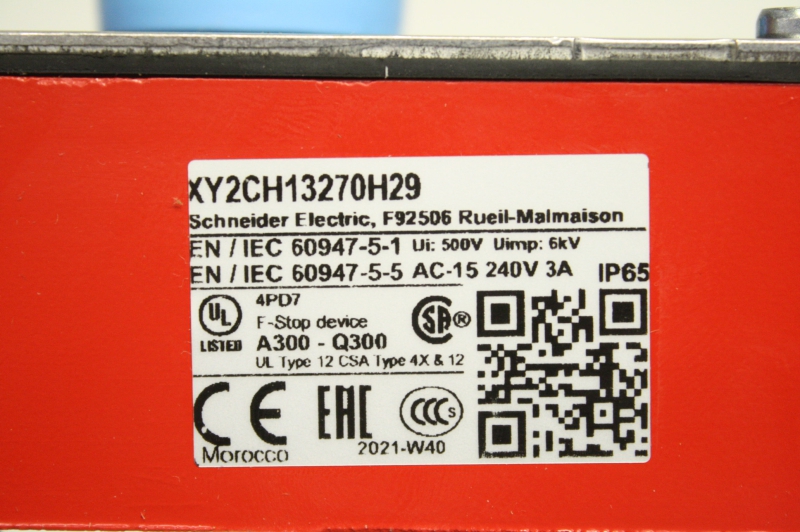 XY2CH13270H29
Schneider Electric, F92506 Rueil-Malmaison
EN / IEC 60947-5-1 Ui: 500V Uimp: 6kV
EN / IEC 60947-5-5 AC-15 240V 3A IP65
UL
LISTED
4PD7
E-Stop device
A300 - Q300
UL Type 12 CSA Type 4X & 12
SA®
CE
EAC
CCC S
Morocco
2021-W40